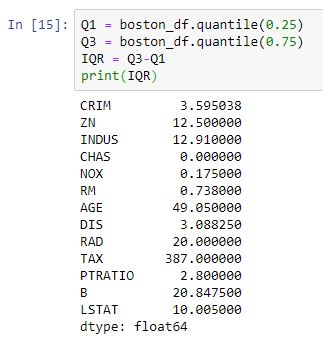 In [15]: Q1 = boston_df.quantile(0.25)
Q3 = boston_df.quantile(0.75)
IQR = Q3-Q1
print(IQR)
CRIM 3.595038
ZN 12.500000
INDUS 12.910000
CHAS 0.000000
NOX 0.175000
RM 0.738000
AGE 49.050000
DIS 3.088250
RAD 20.000000
TAX 387.000000
PTRATIO 2.800000
B 20.847500
LSTAT 10.005000
dtype: float64